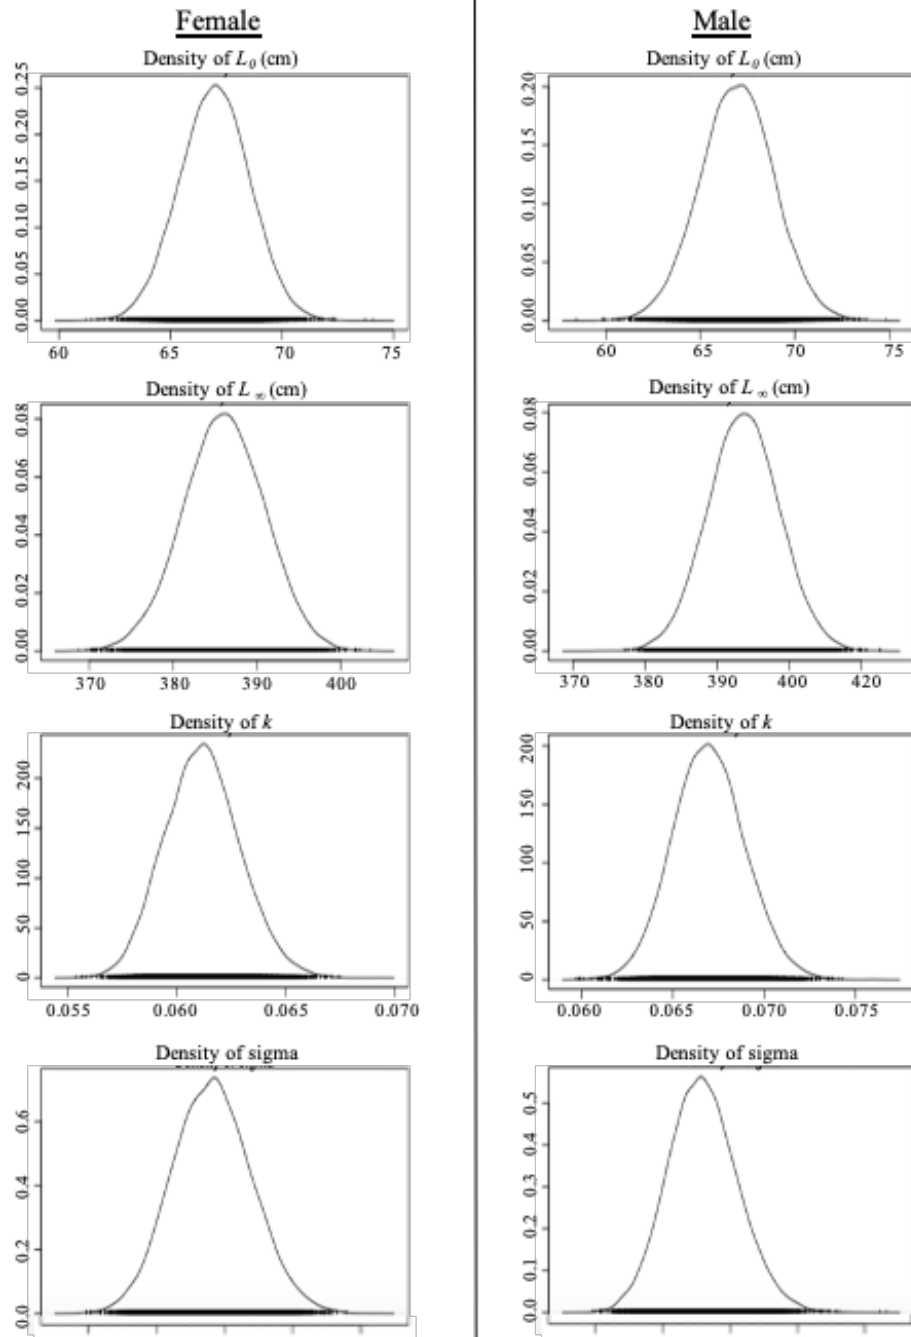 Female
Male
Density of L₀ (cm)
0.00 0.05 0.10 0.15 0.20 0.25
60 65 70 75
Density of L₀ (cm)
0.00 0.05 0.10 0.15 0.20
60 65 70 75
Density of L ∞ (cm)
0.00 0.02 0.04 0.06 0.08
370 380 390 400
Density of L ∞ (cm)
0.00 0.02 0.04 0.06 0.08
370 380 390 400 420
Density of k
0 50 100 150 200
0.055 0.060 0.065 0.070
Density of k
0 50 100 150 200
0.060 0.065 0.070 0.075
Density of sigma
0.0 0.2 0.4 0.6
Density of sigma
0.0 0.1 0.2 0.3 0.4 0.5